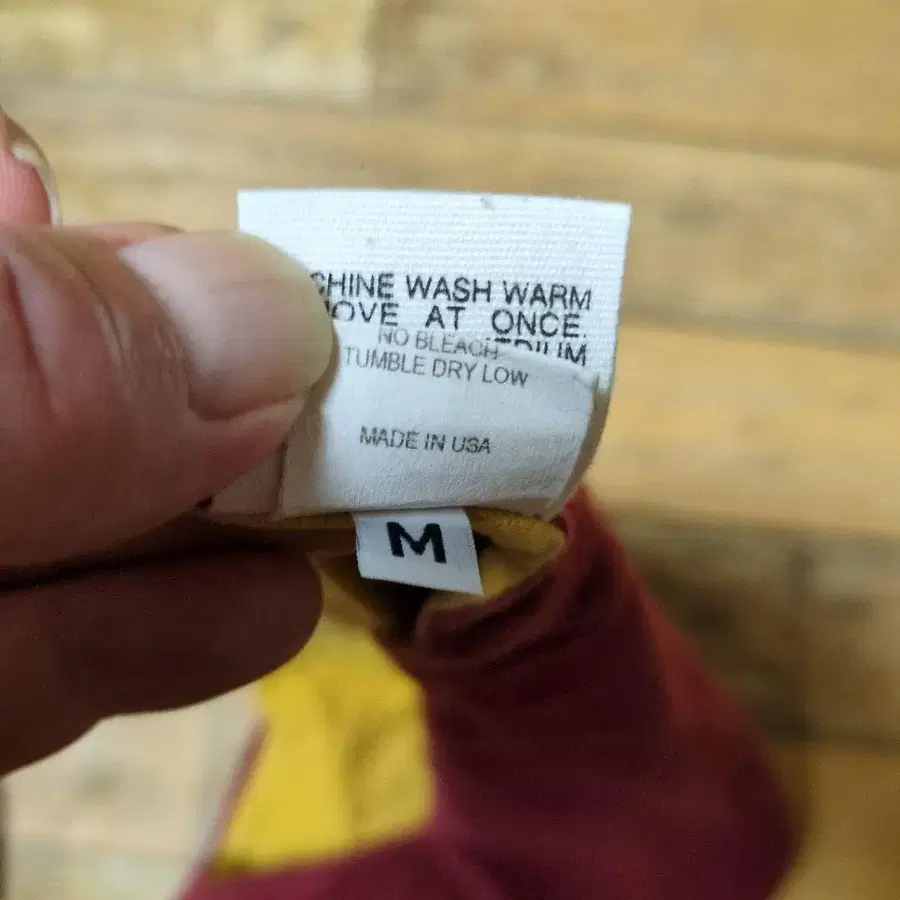 CHINE WASH WARM
OVE AT ONCE.
NO BLEACH
TUMBLE DRY LOW
MADE IN USA
M